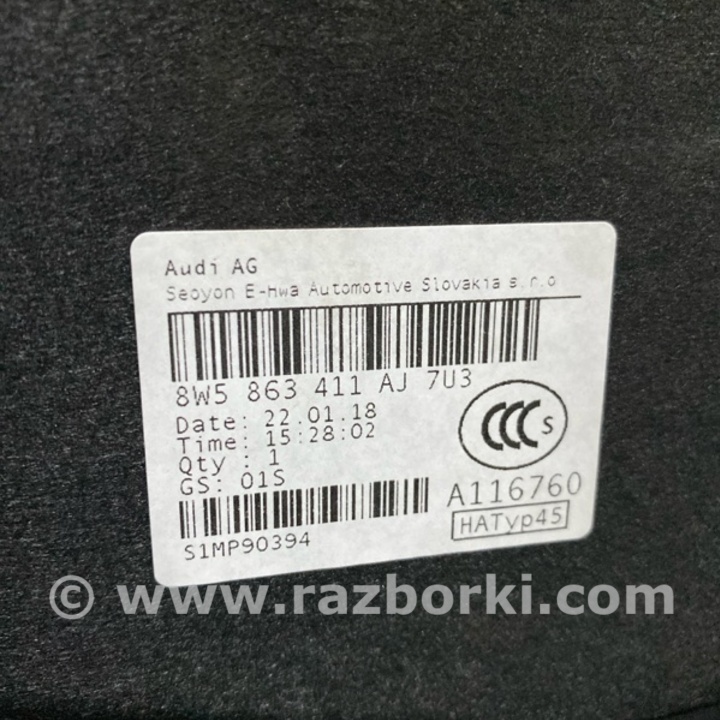 Audi AG
Seoyon E-Hwa Automotive Slovakia s.r.o
8W5 863 411 AJ 7U3
Date: 22.01.18
Time: 15:28:02
Qty : 1
GS: 01S
CCC S
A116760
HATyp45
S1MP90394
© www.razborki.com